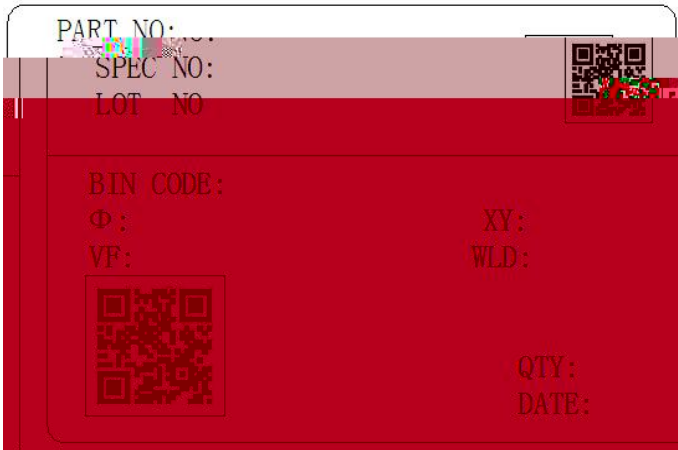 PART NO:
SPEC NO:
LOT NO
BIN CODE:
Φ: XY:
VF: WLD:
QTY:
DATE: